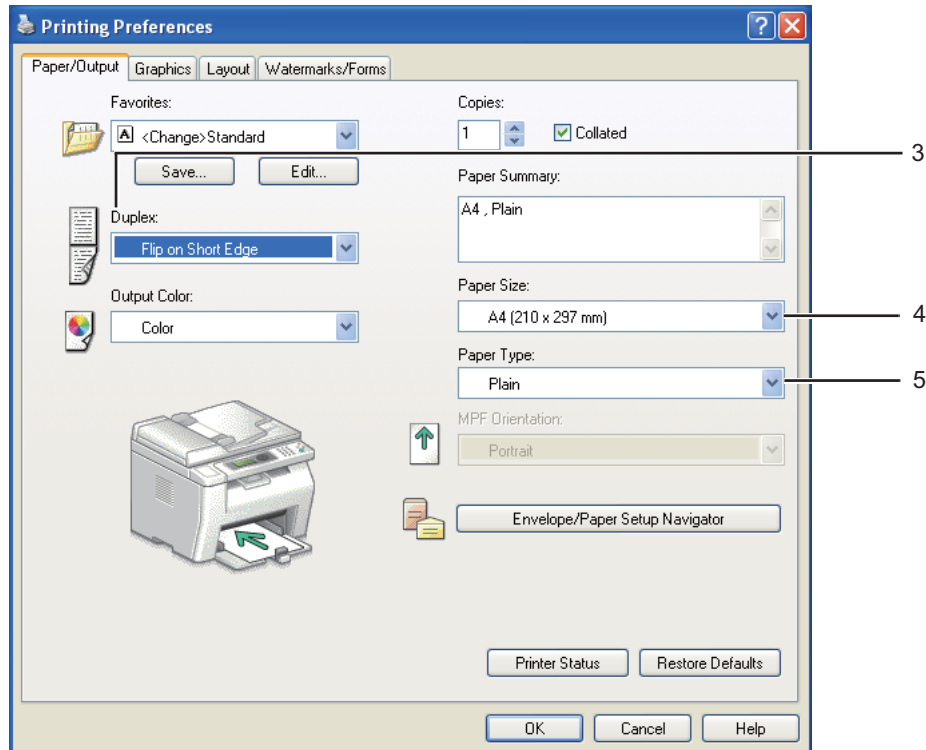 Printing Preferences
Paper/Output Graphics Layout Watermarks/Forms
Favorites:
A <Change>Standard
Save... Edit...
Duplex:
Flip on Short Edge
Output Color:
Color
Copies:
1 Collated
3
Paper Summary:
A4 , Plain
Paper Size:
A4 (210 x 297 mm)
4
Paper Type:
Plain
5
MPF Orientation:
Portrait
Envelope/Paper Setup Navigator
Printer Status Restore Defaults
OK Cancel Help